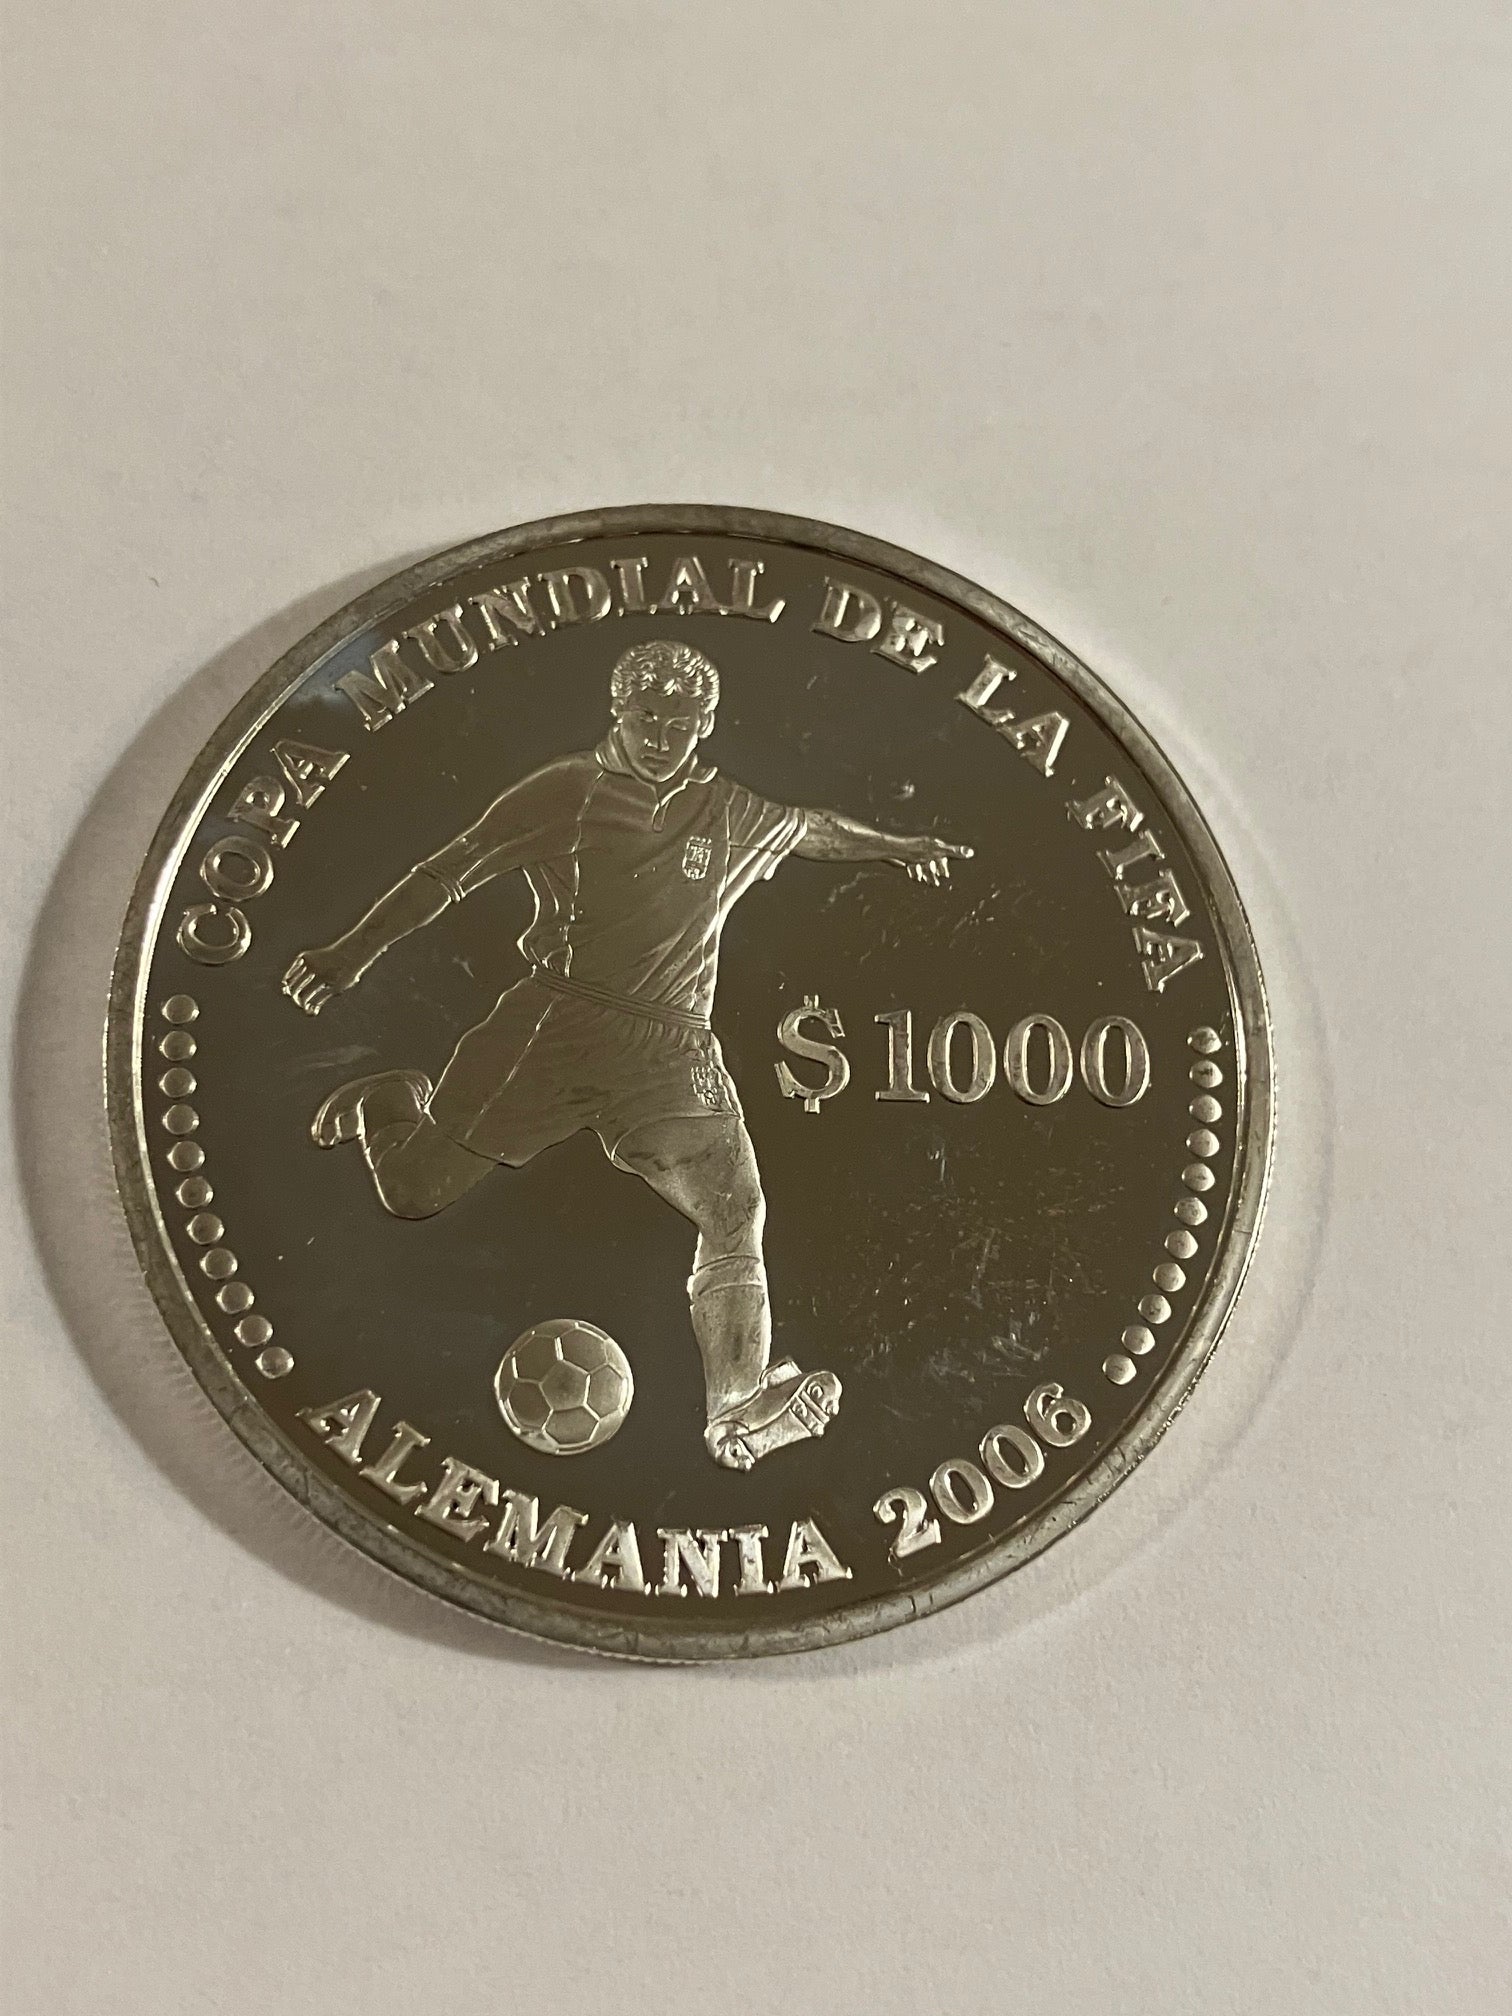 COPA MUNDIAL DE LA FIFA
$ 1000
ALEMANIA 2006